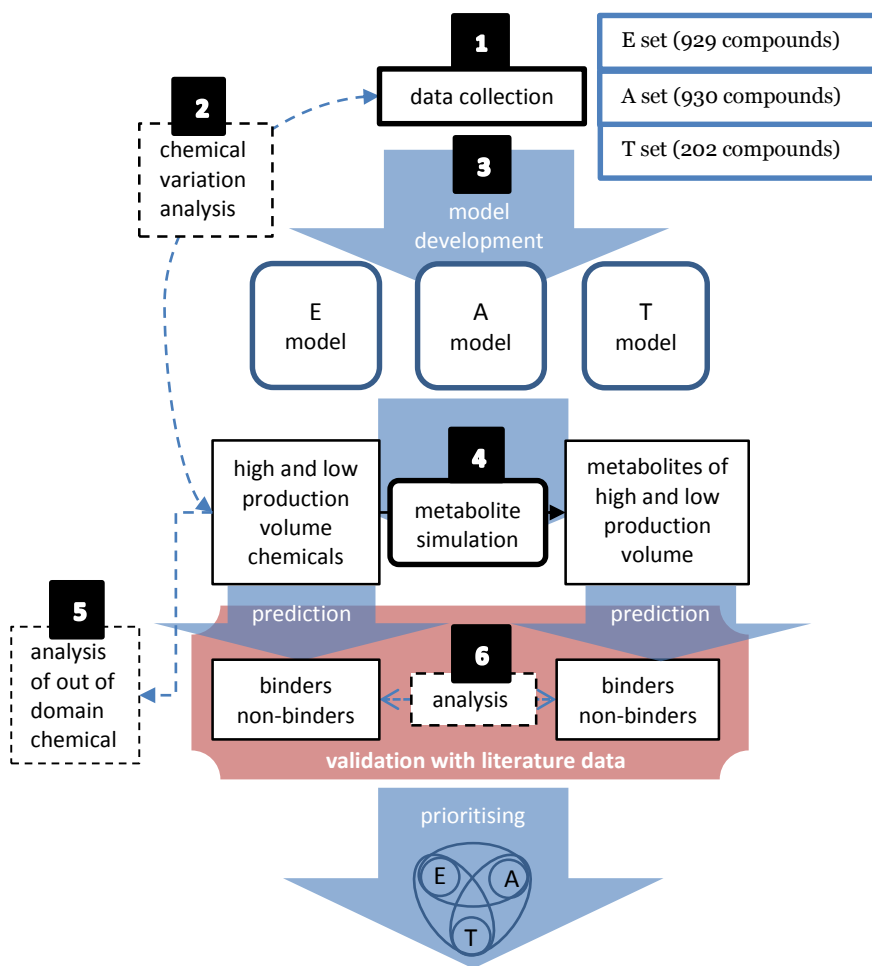 1
data collection
E set (929 compounds)
A set (930 compounds)
T set (202 compounds)
2
chemical
variation
analysis
3
model
development
E
model
A
model
T
model
high and low
production
volume
chemicals
4
metabolite
simulation
metabolites of
high and low
production
volume
5
analysis
of out of
domain
chemical
prediction
prediction
6
binders
non-binders
analysis
binders
non-binders
validation with literature data
prioritising
E
A
T